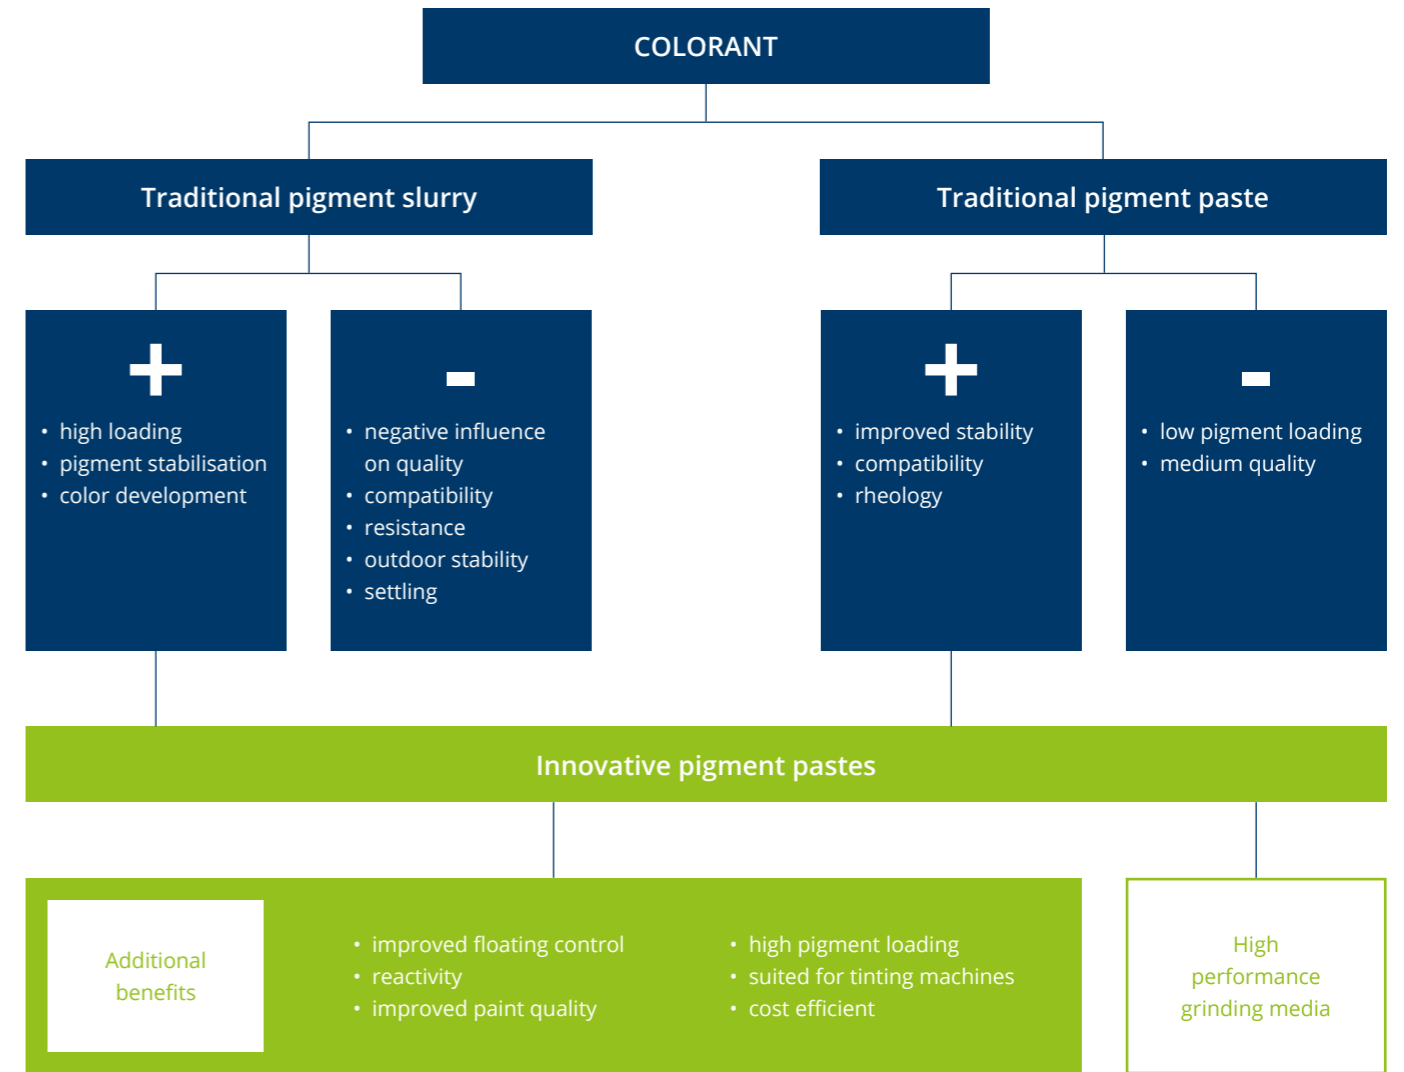 COLORANT
Traditional pigment slurry
Traditional pigment paste
+
• high loading
• pigment stabilisation
• color development
-
• negative influence
on quality
• compatibility
• resistance
• outdoor stability
• settling
+
• improved stability
• compatibility
• rheology
-
• low pigment loading
• medium quality
Innovative pigment pastes
Additional
benefits
• improved floating control
• reactivity
• improved paint quality
• high pigment loading
• suited for tinting machines
• cost efficient
High
performance
grinding media